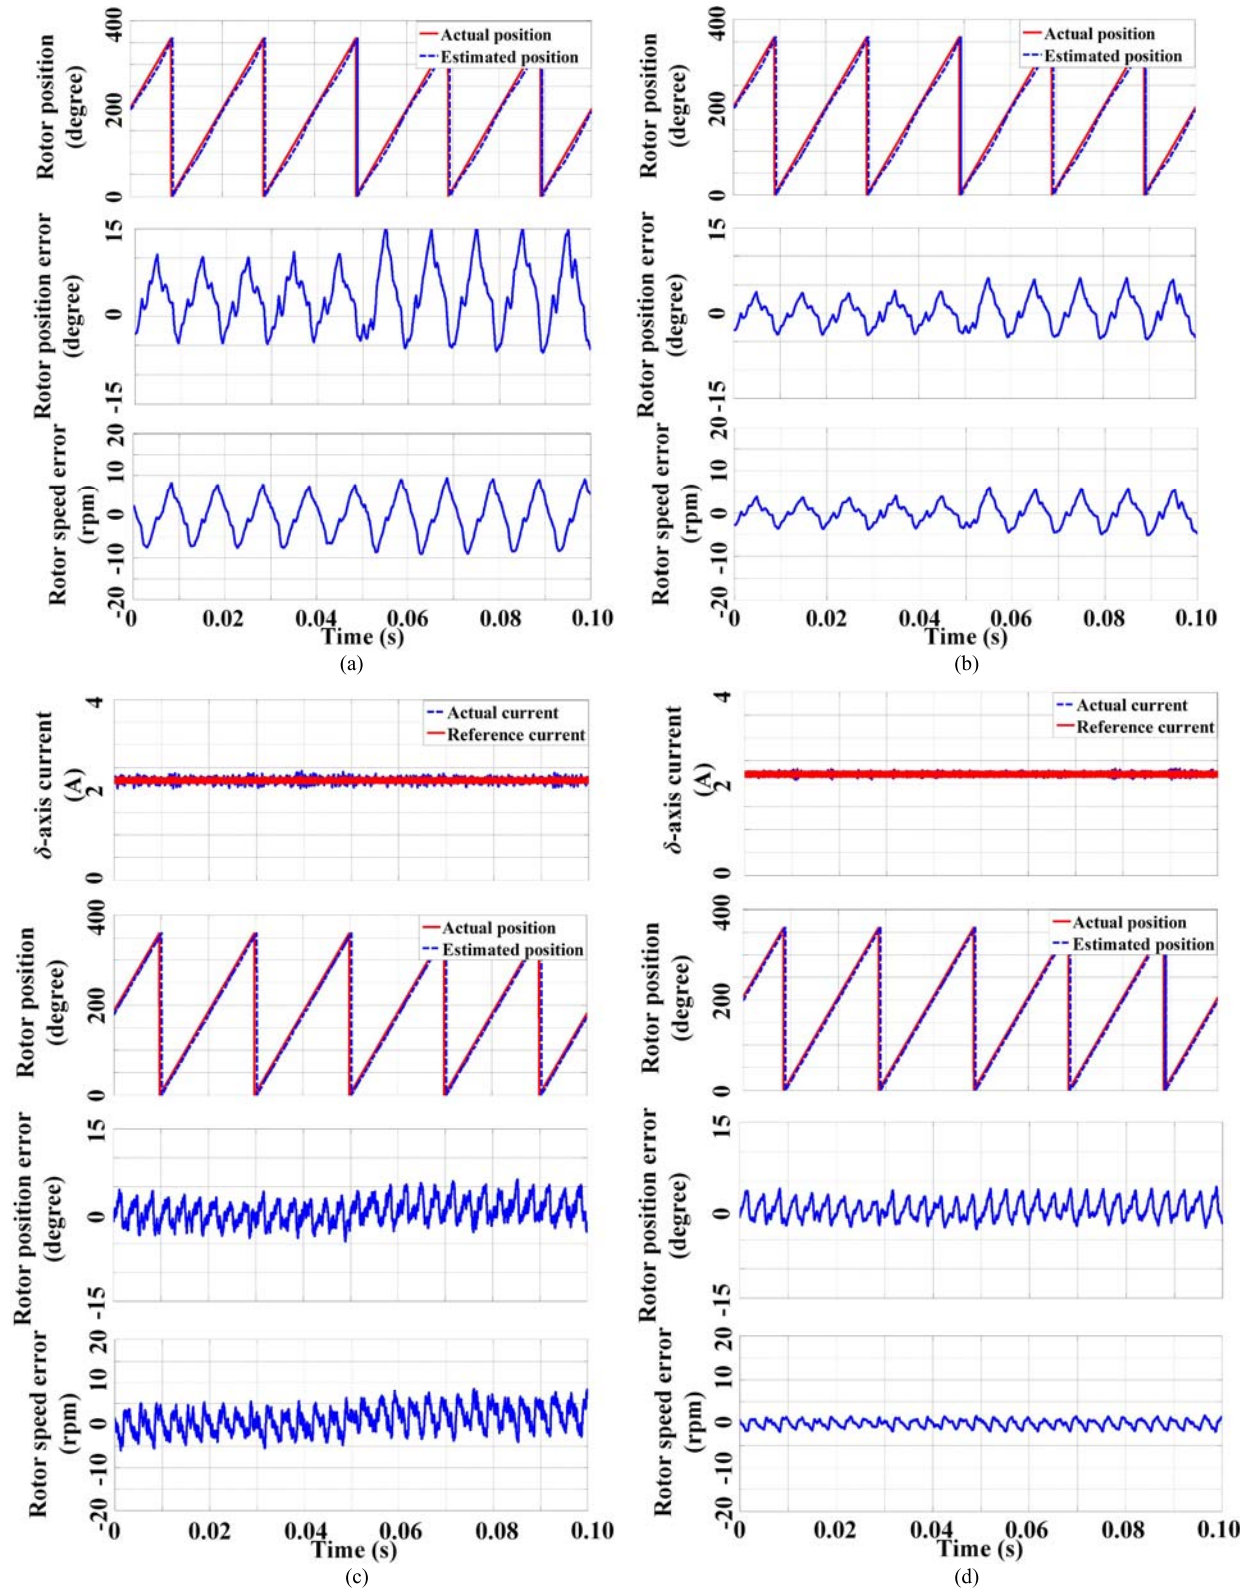 400
200
0
Rotor position
(degree)
Actual position
Estimated position
15
0
-15
Rotor position error
(degree)
20
10
0
-10
-20
Rotor speed error
(rpm)
0 0.02 0.04 0.06 0.08 0.10
Time (s)
(a)
400
200
0
Rotor position
(degree)
Actual position
Estimated position
15
0
-15
Rotor position error
(degree)
20
10
0
-10
-20
Rotor speed error
(rpm)
0 0.02 0.04 0.06 0.08 0.10
Time (s)
(b)
4
2
0
δ-axis current
(A)
Actual current
Reference current
400
200
0
Rotor position
(degree)
Actual position
Estimated position
15
0
-15
Rotor position error
(degree)
20
10
0
-10
-20
Rotor speed error
(rpm)
0 0.02 0.04 0.06 0.08 0.10
Time (s)
(c)
4
2
0
δ-axis current
(A)
Actual current
Reference current
400
200
0
Rotor position
(degree)
Actual position
Estimated position
15
0
-15
Rotor position error
(degree)
20
10
0
-10
-20
Rotor speed error
(rpm)
0 0.02 0.04 0.06 0.08 0.10
Time (s)
(d)